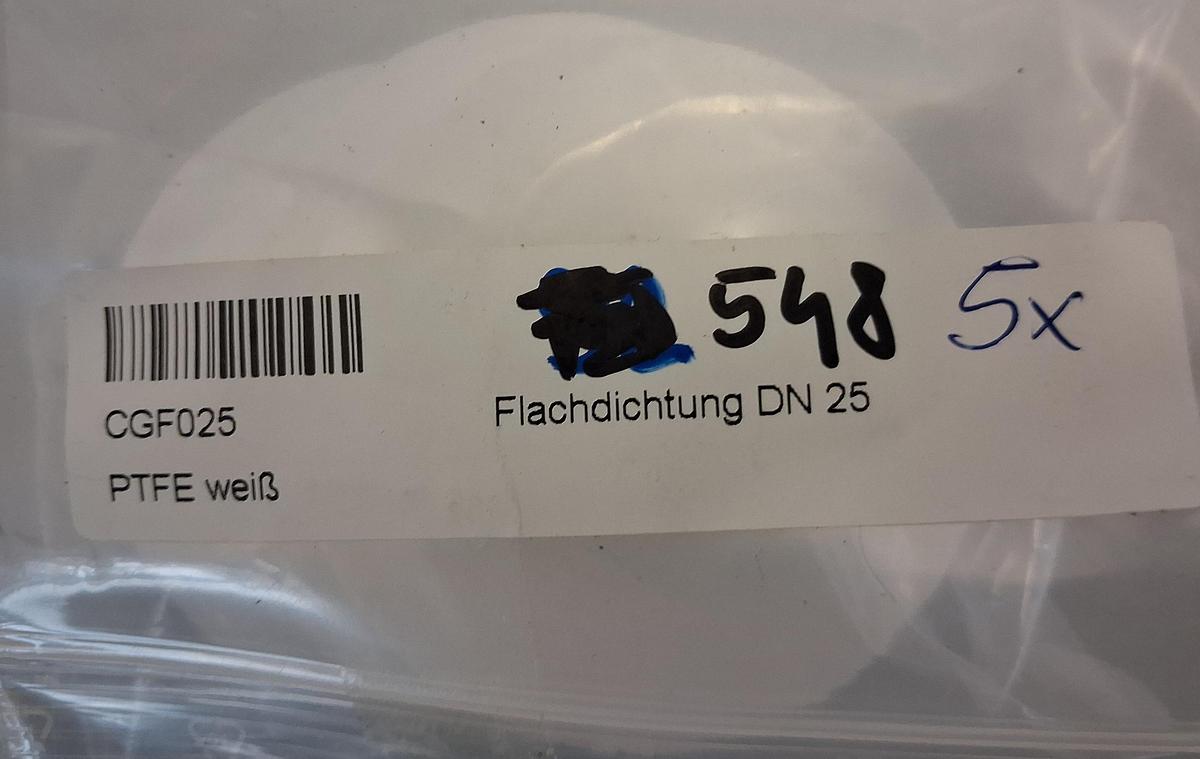 548 5x
CGF025
Flachdichtung DN 25
PTFE weiß